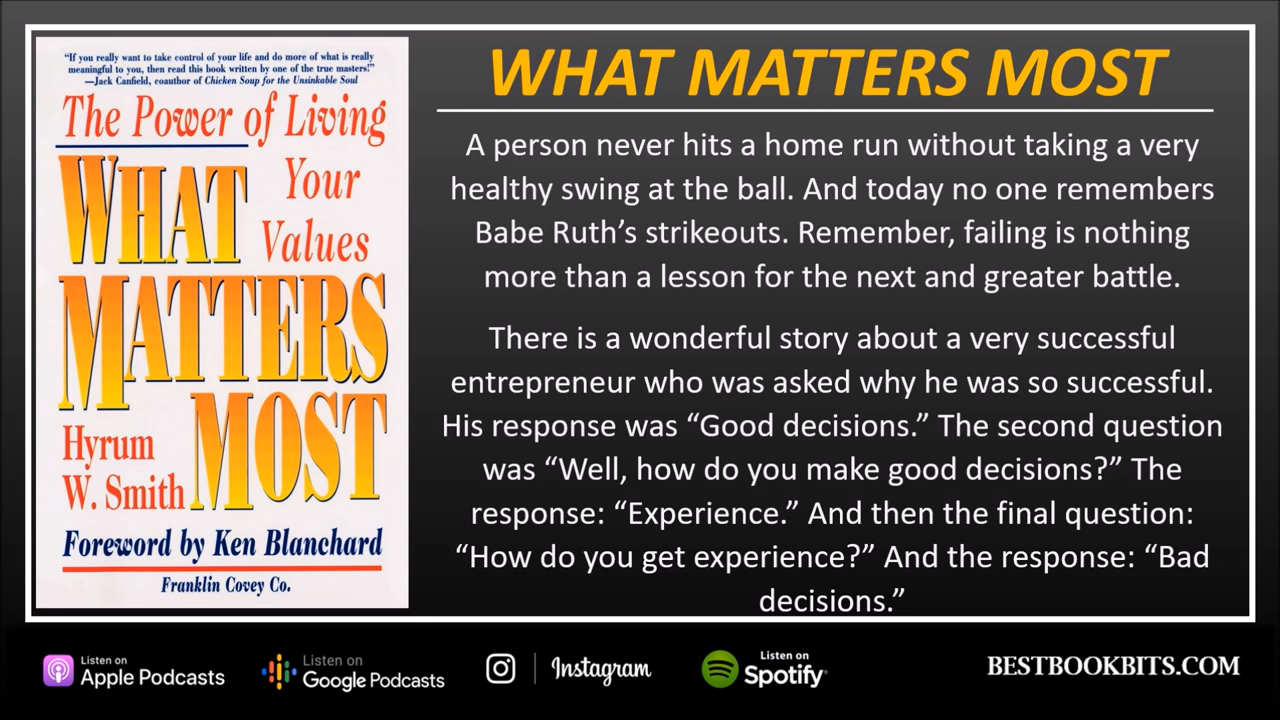 “If you really want to take control of your life and do more of what is really
meaningful to you, then read this book written by one of the true masters!”
—Jack Canfield, coauthor of Chicken Soup for the Unsinkable Soul
The Power of Living
Your
Values
WHAT
MATTERS
MOST
Hyrum
W. Smith
Foreword by Ken Blanchard
Franklin Covey Co.
WHAT MATTERS MOST
A person never hits a home run without taking a very
healthy swing at the ball. And today no one remembers
Babe Ruth’s strikeouts. Remember, failing is nothing
more than a lesson for the next and greater battle.
There is a wonderful story about a very successful
entrepreneur who was asked why he was so successful.
His response was “Good decisions.” The second question
was “Well, how do you make good decisions?” The
response: “Experience.” And then the final question:
“How do you get experience?” And the response: “Bad
decisions.”
Listen on
Apple Podcasts
Listen on
Google Podcasts
Instagram
Listen on
Spotify
BESTBOOKBITS.COM